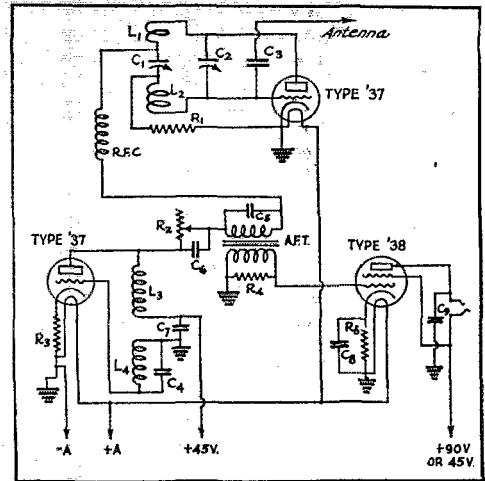 L1
Antenna
C1
C2
C3
L2
TYPE '37
R1
R.F.C
C5
R2
TYPE '37
A.F.T.
TYPE '38
C6
R4
L3
R3
C7
R5
C9
C8
L4
C4
-A
+A
+45V.
+90V
OR 45V.